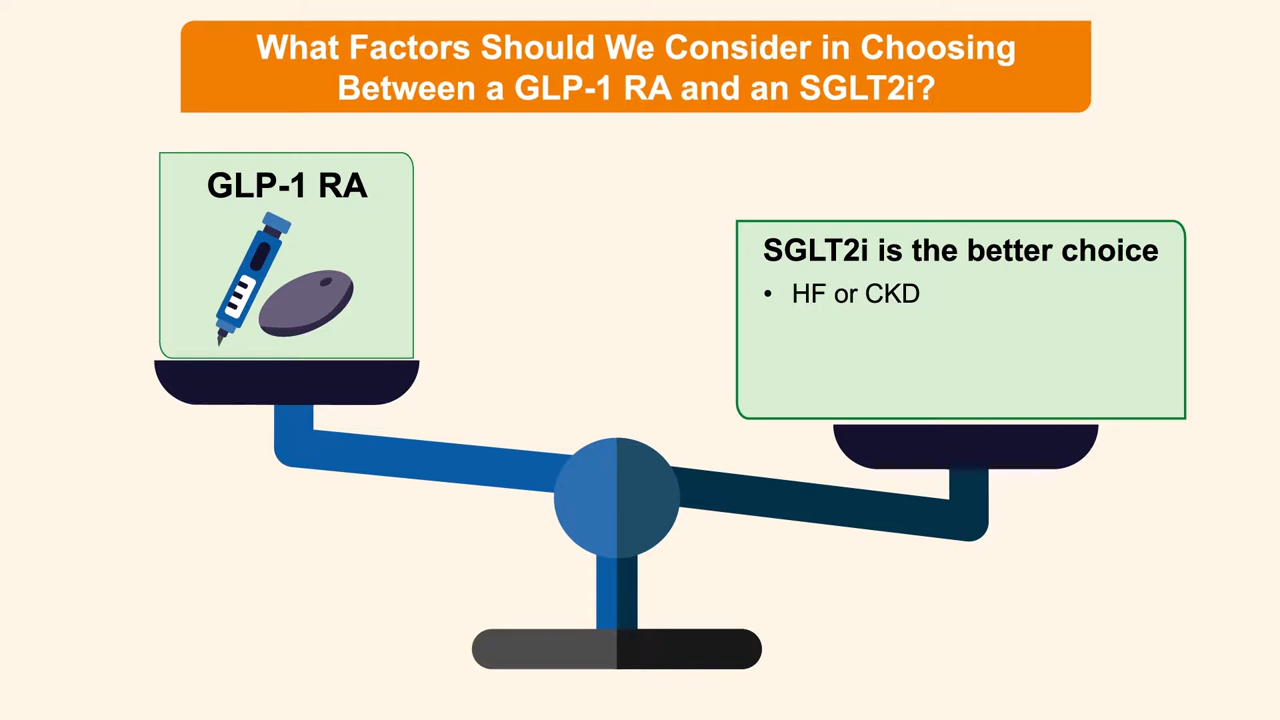 What Factors Should We Consider in Choosing
Between a GLP-1 RA and an SGLT2i?
GLP-1 RA
SGLT2i is the better choice
• HF or CKD